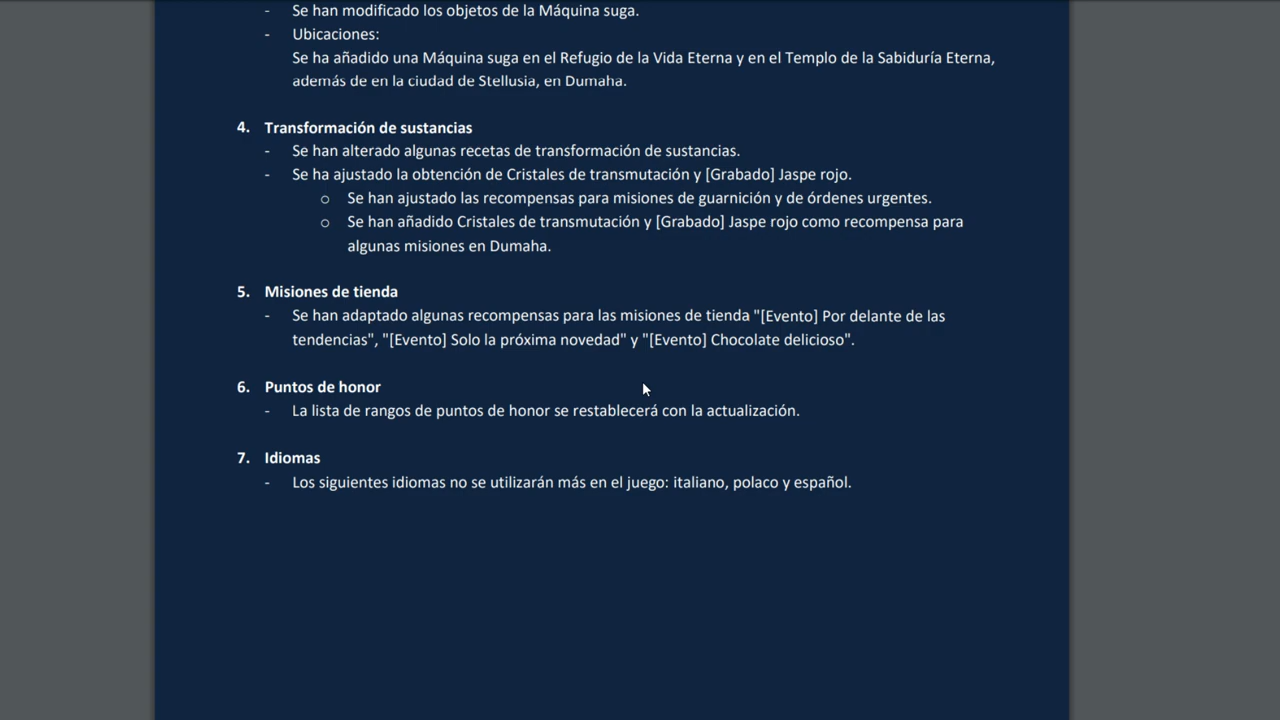 - Se han modificado los objetos de la Máquina suga.
- Ubicaciones:
Se ha añadido una Máquina suga en el Refugio de la Vida Eterna y en el Templo de la Sabiduría Eterna,
además de en la ciudad de Stellusia, en Dumaha.
4. Transformación de sustancias
- Se han alterado algunas recetas de transformación de sustancias.
- Se ha ajustado la obtención de Cristales de transmutación y [Grabado] Jaspe rojo.
o Se han ajustado las recompensas para misiones de guarnición y de órdenes urgentes.
o Se han añadido Cristales de transmutación y [Grabado] Jaspe rojo como recompensa para
algunas misiones en Dumaha.
5. Misiones de tienda
- Se han adaptado algunas recompensas para las misiones de tienda "[Evento] Por delante de las
tendencias", "[Evento] Solo la próxima novedad" y "[Evento] Chocolate delicioso".
6. Puntos de honor
- La lista de rangos de puntos de honor se restablecerá con la actualización.
7. Idiomas
- Los siguientes idiomas no se utilizarán más en el juego: italiano, polaco y español.